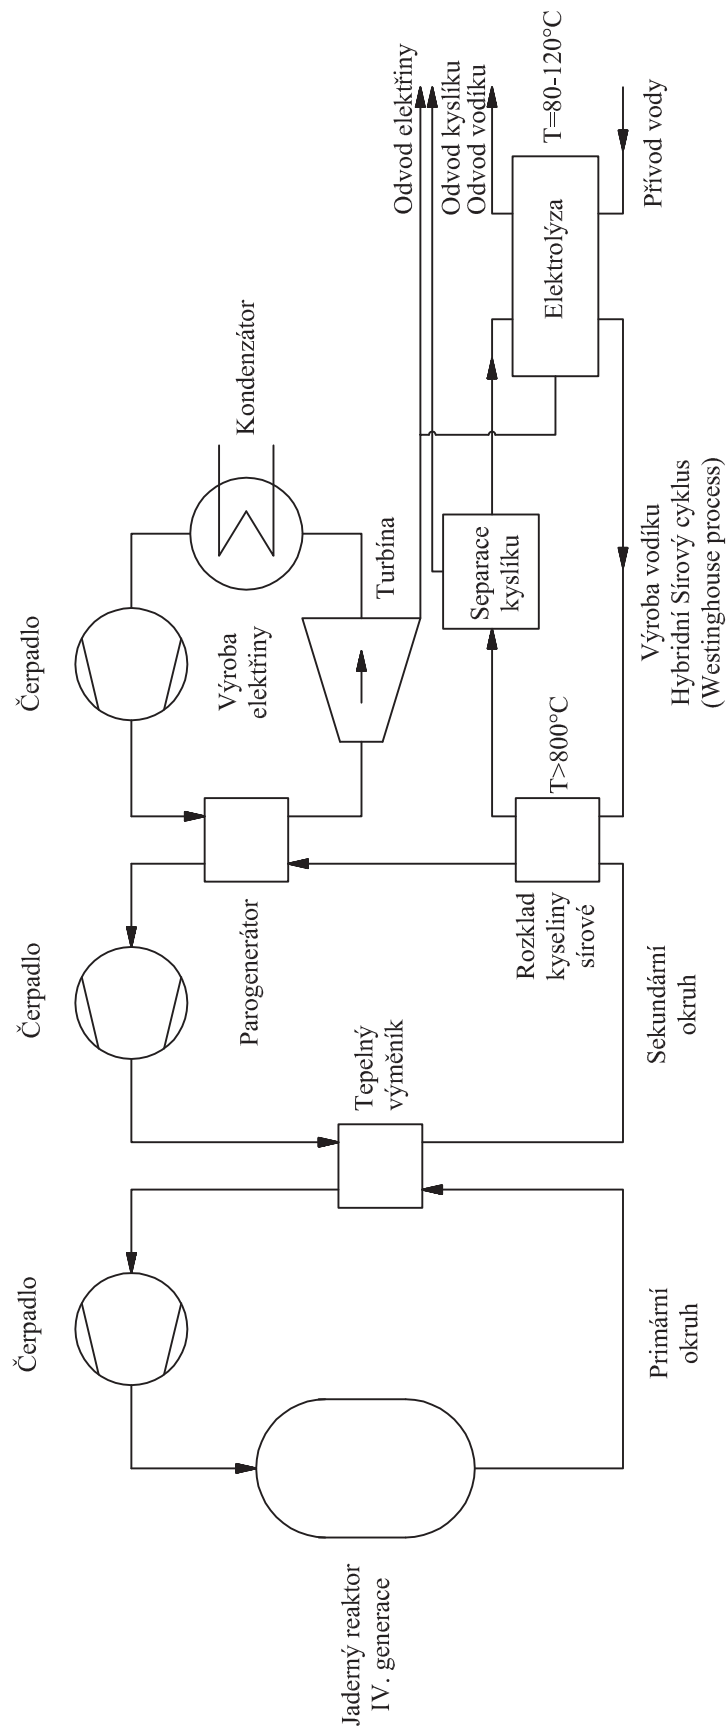 Jaderný reaktor
IV. generace
Čerpadlo
Primární
okruh
Tepelný
výměník
Čerpadlo
Sekundární
okruh
Parogenerátor
Rozklad
kyseliny
sírové
T>800°C
Čerpadlo
Výroba
elektřiny
Turbína
Kondenzátor
Separace
kyslíku
Výroba vodíku
Hybridní Sírový cyklus
(Westinghouse process)
Elektrolýza
T=80-120°C
Odvod elektřiny
Odvod kyslíku
Odvod vodíku
Přívod vody